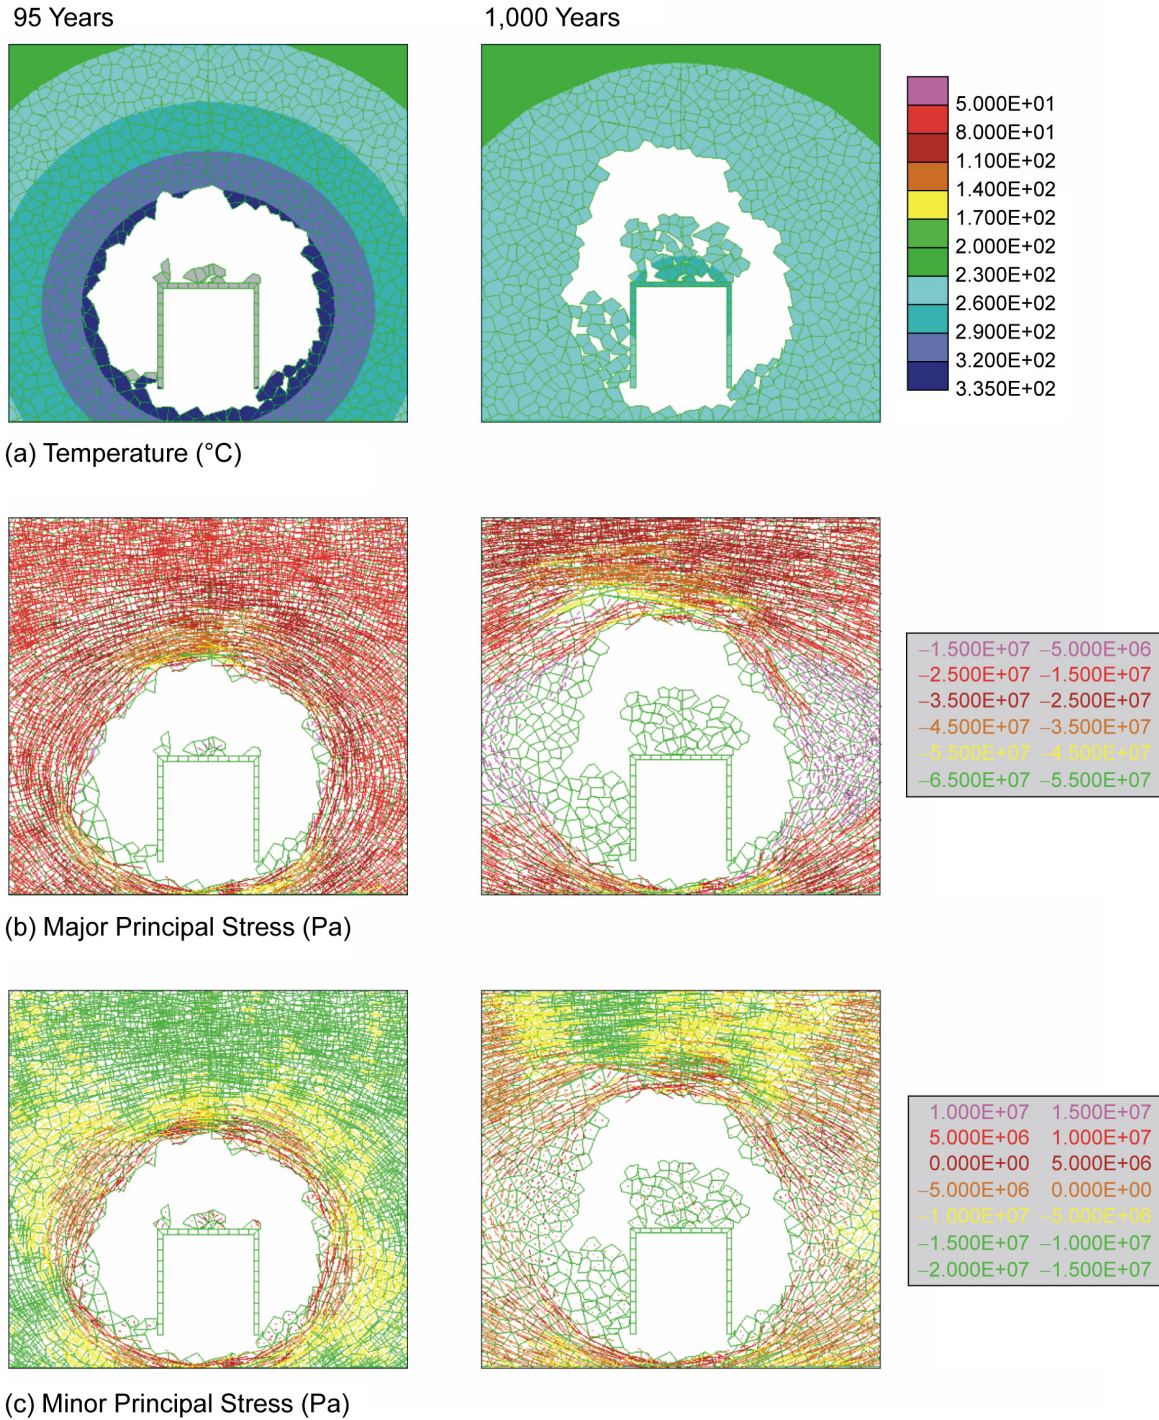 95 Years
1,000 Years
5.000E+01
8.000E+01
1.100E+02
1.400E+02
1.700E+02
2.000E+02
2.300E+02
2.600E+02
2.900E+02
3.200E+02
3.350E+02
(a) Temperature (°C)
–1.500E+07 –5.000E+06
–2.500E+07 –1.500E+07
–3.500E+07 –2.500E+07
–4.500E+07 –3.500E+07
–5.500E+07 –4.500E+07
–6.500E+07 –5.500E+07
(b) Major Principal Stress (Pa)
1.000E+07 1.500E+07
5.000E+06 1.000E+07
0.000E+00 5.000E+06
–5.000E+06 0.000E+00
–1.000E+07 –5.000E+06
–1.500E+07 –1.000E+07
–2.000E+07 –1.500E+07
(c) Minor Principal Stress (Pa)